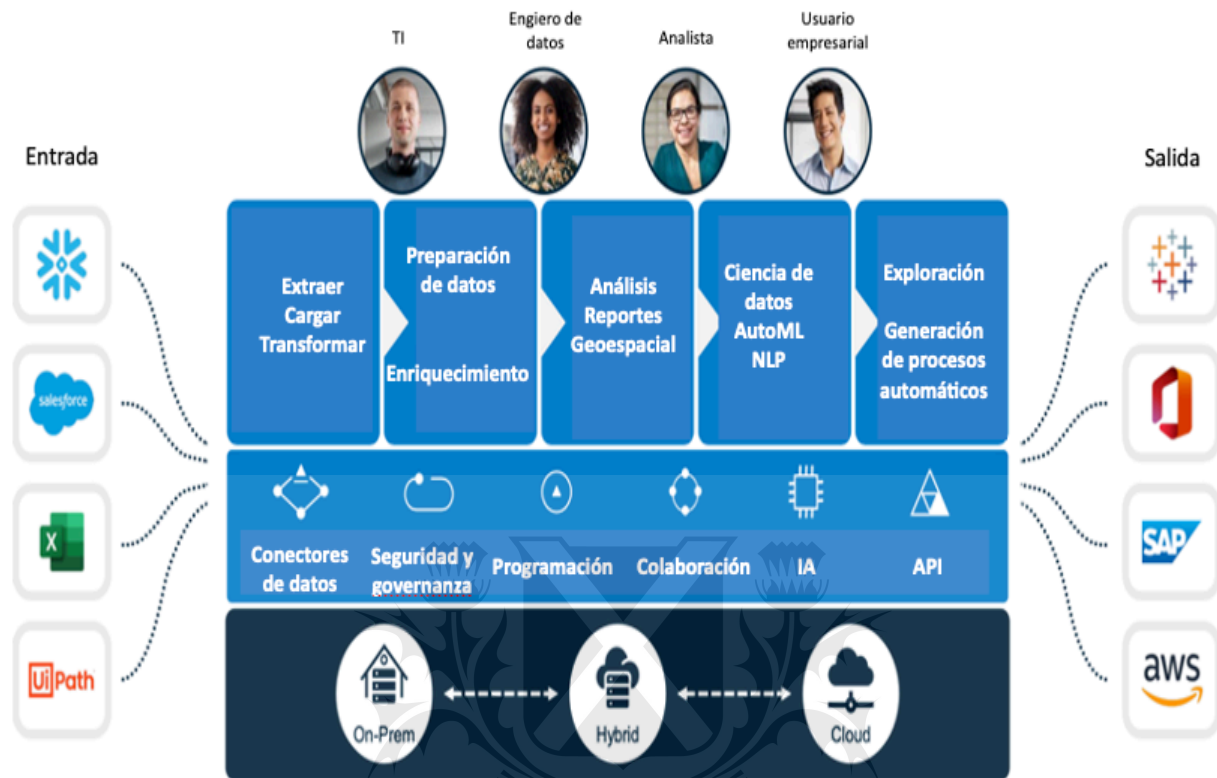 TI
Engiero de
datos
Analista
Usuario
empresarial
Entrada
Salida
Extraer
Cargar
Transformar
Preparación
de datos
Enriquecimiento
Análisis
Reportes
Geoespacial
Ciencia de
datos
AutoML
NLP
Exploración
Generación
de procesos
automáticos
salesforce
X
UiPath
SAP
aws
Conectores
de datos
Seguridad y
governanza
Programación
Colaboración
IA
API
On-Prem
Hybrid
Cloud